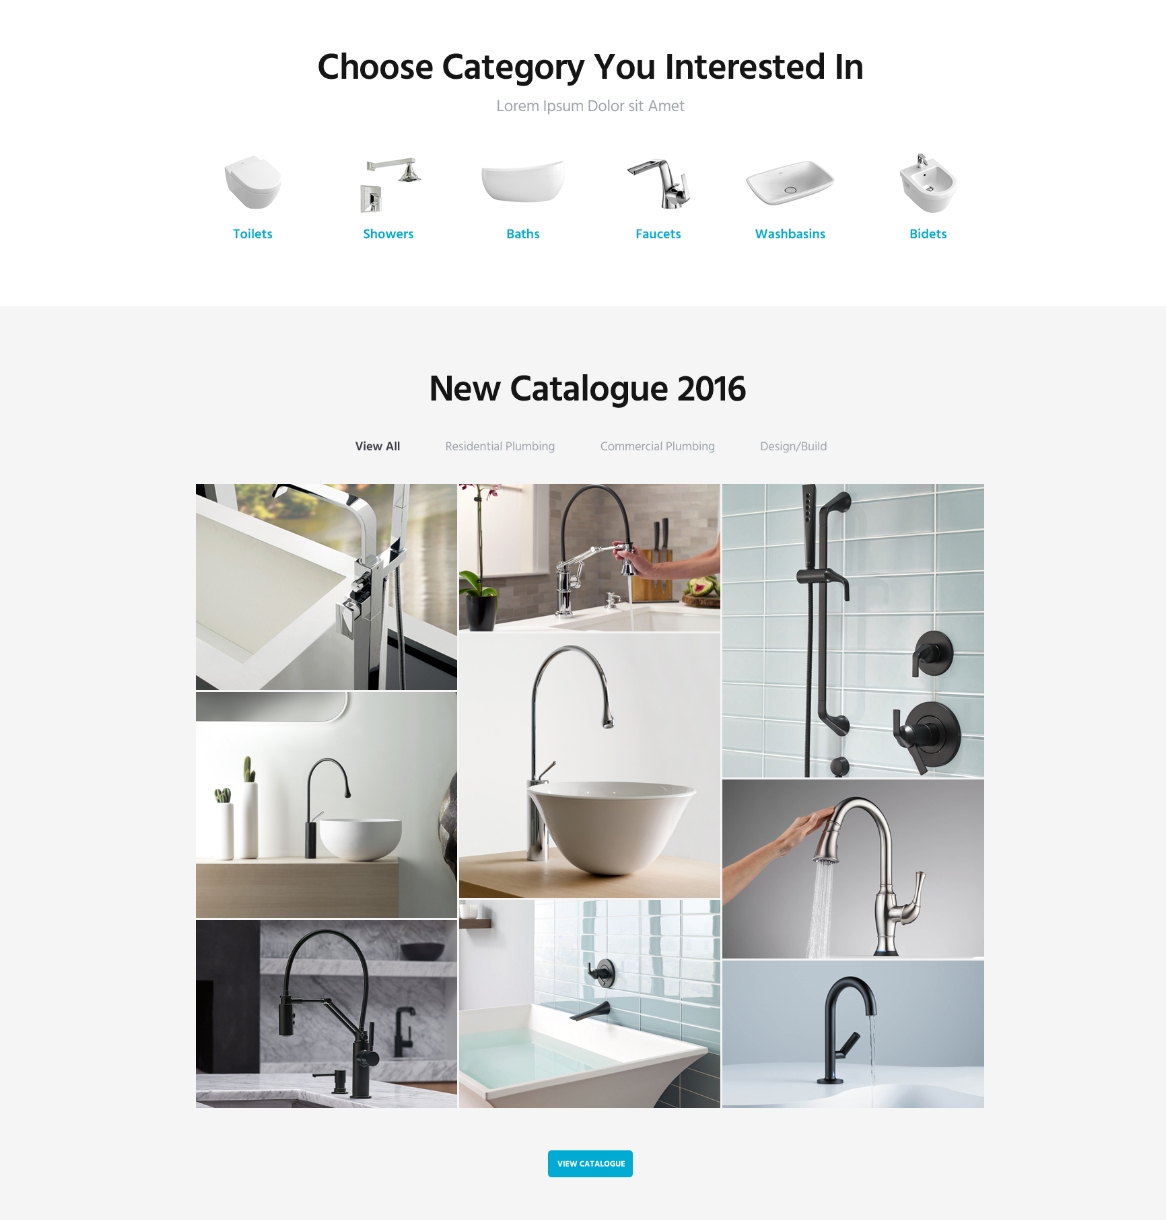 Choose Category You Interested In
Lorem Ipsum Dolor sit Amet
Toilets Showers Baths Faucets Washbasins Bidets
New Catalogue 2016
View All Residential Plumbing Commercial Plumbing Design/Build
VIEW CATALOGUE